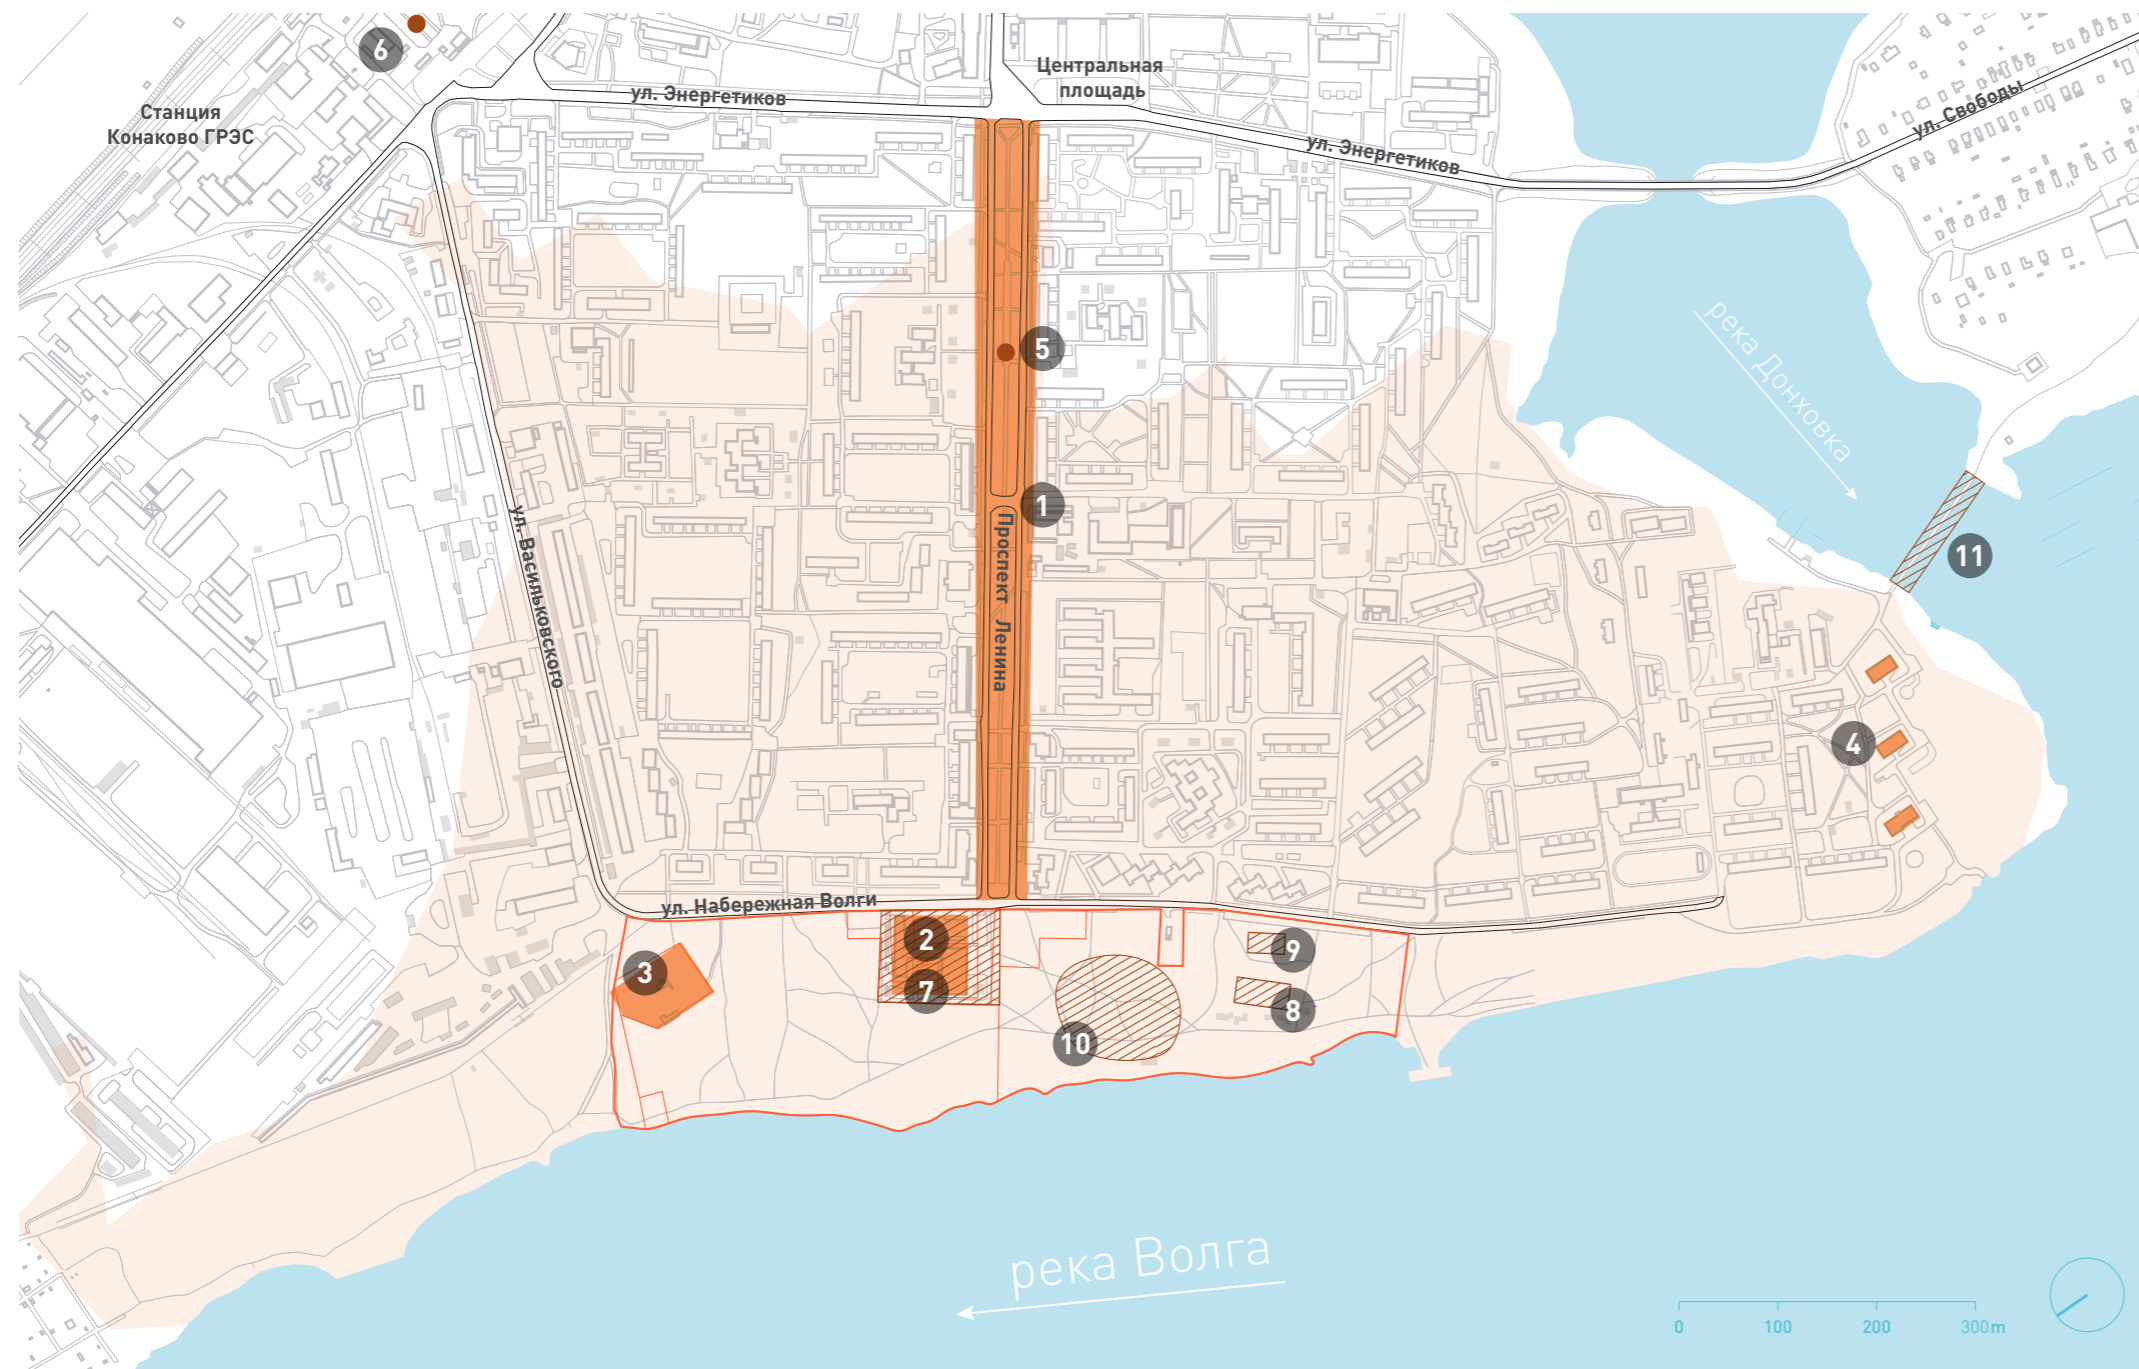 6
Центральная
площадь
ул. Энергетиков
Станция
Конаково ГРЭС
ул. Свободы
ул. Энергетиков
5
река Донховка
1
Проспект Ленина
ул. Васильковского
11
4
ул. Набережная Волги
2
9
3
7
8
10
река Волга
0 100 200 300m